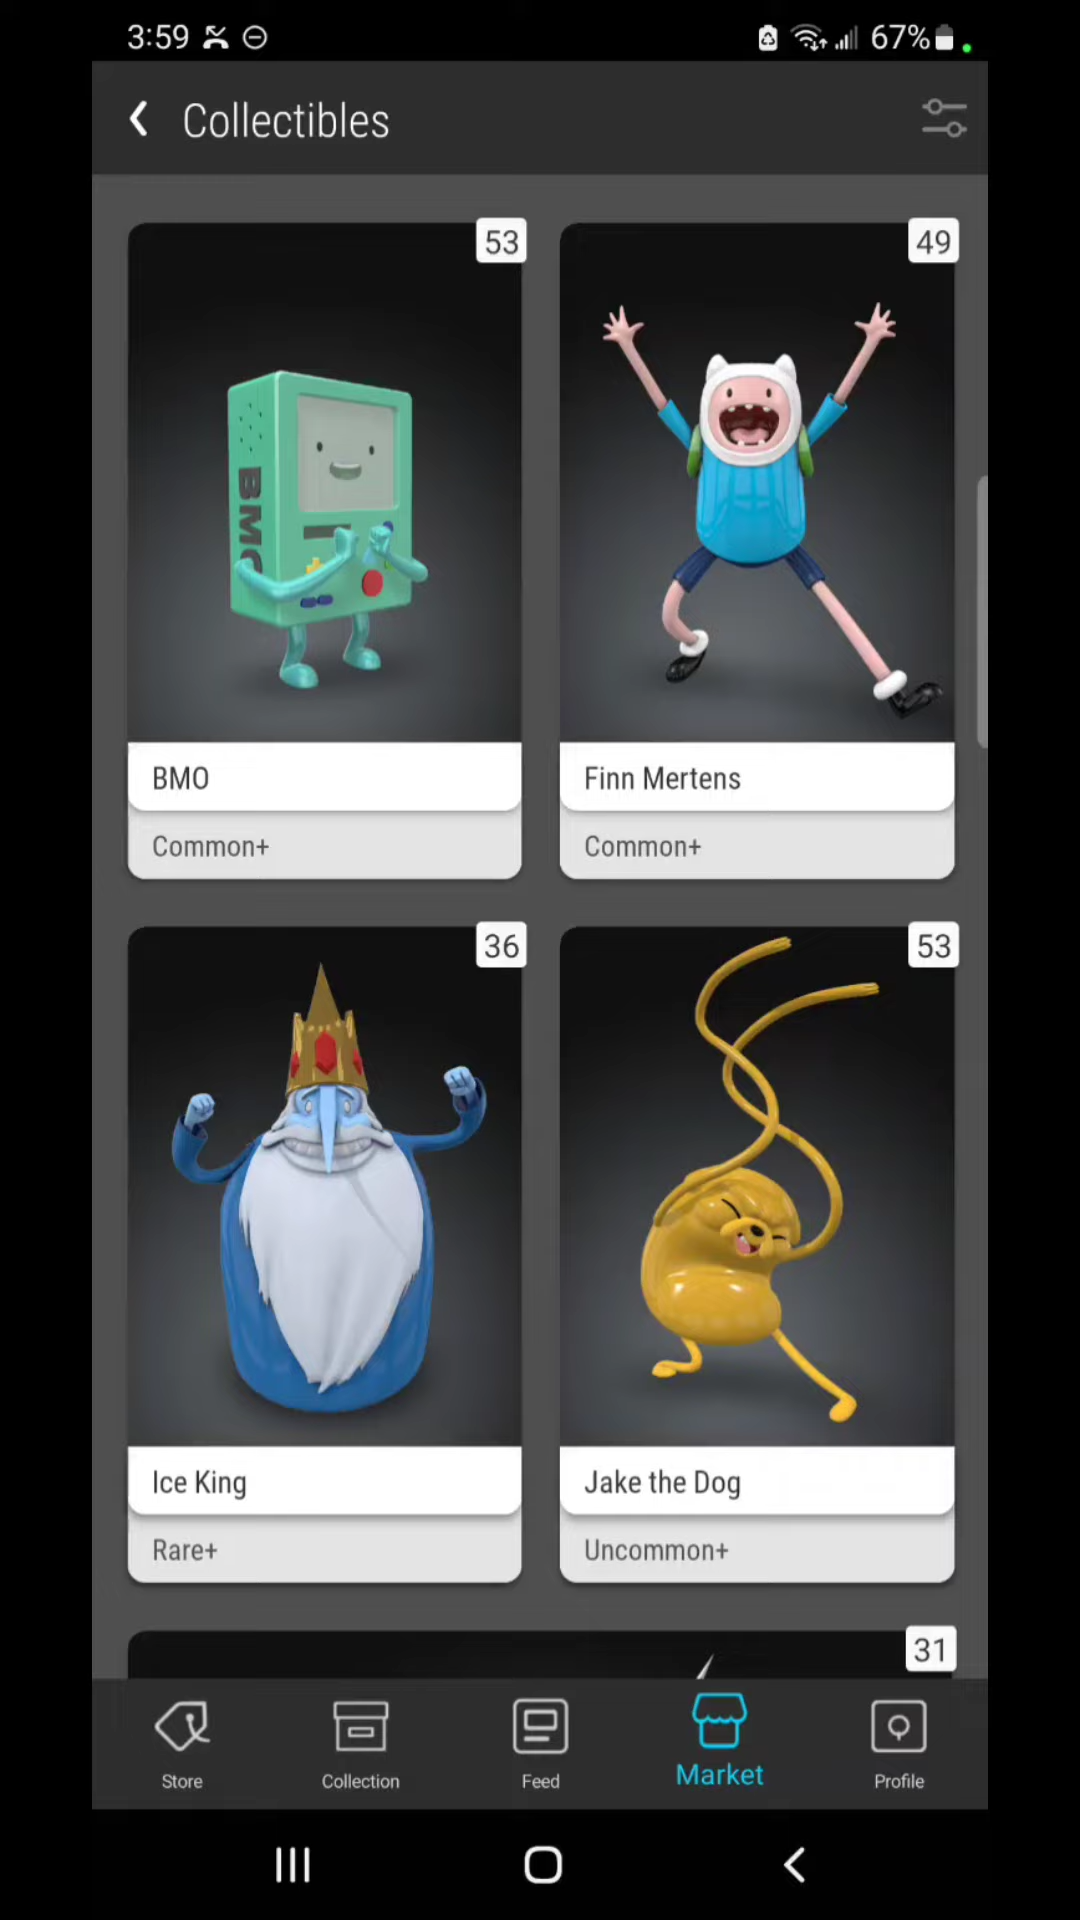 3:59
67%
Collectibles
53
49
BMO
BMO
Finn Mertens
Common+
Common+
36
53
Ice King
Jake the Dog
Rare+
Uncommon+
31
Store
Collection
Feed
Market
Profile